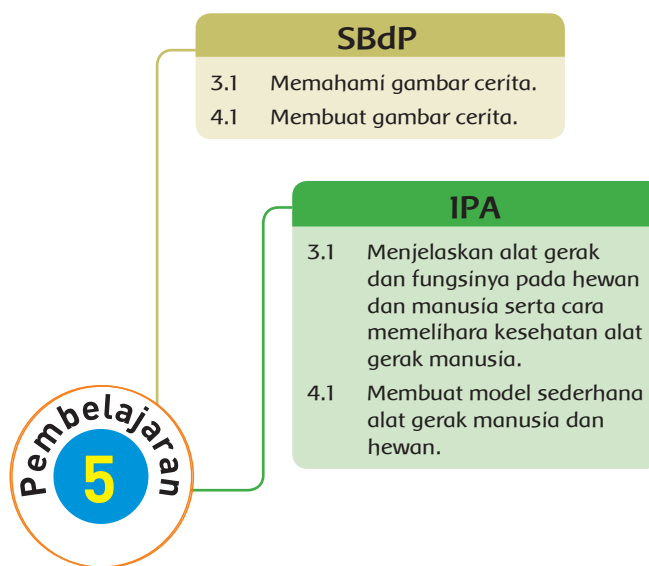 SBdP
3.1 Memahami gambar cerita.
4.1 Membuat gambar cerita.
IPA
3.1 Menjelaskan alat gerak
dan fungsinya pada hewan
dan manusia serta cara
memelihara kesehatan alat
gerak manusia.
4.1 Membuat model sederhana
alat gerak manusia dan
hewan.
Pembelajaran
5